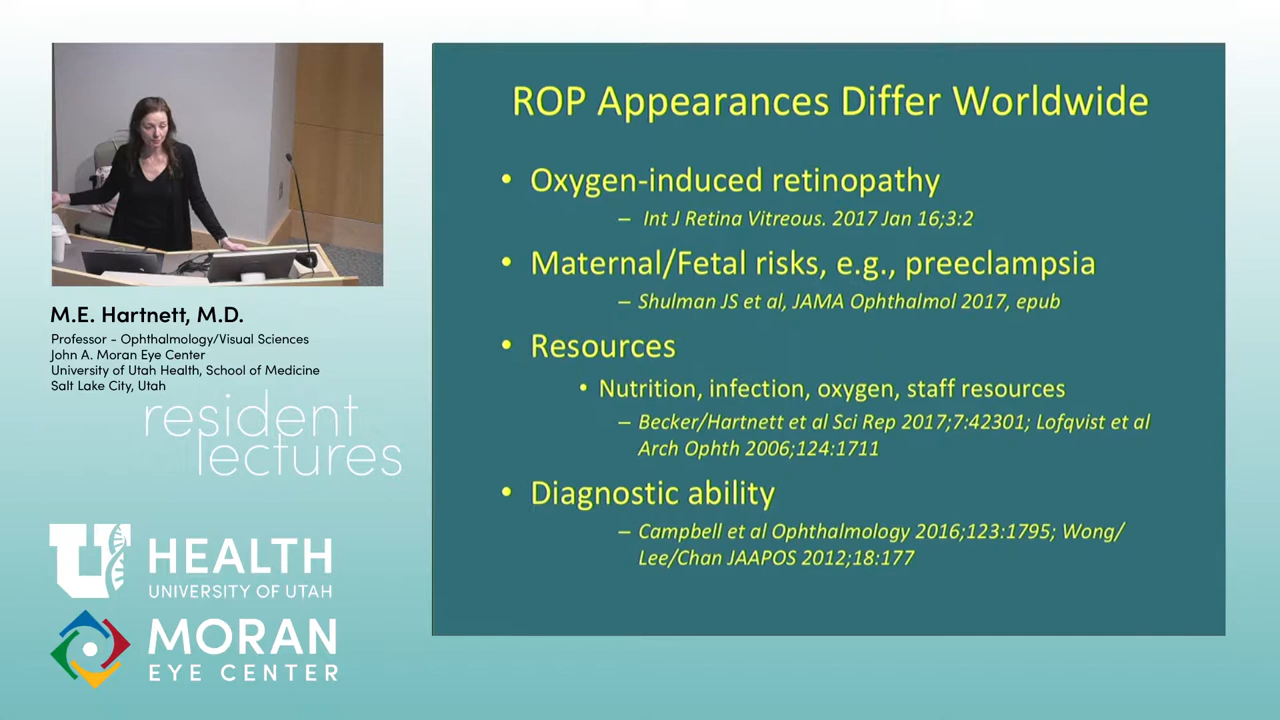 M.E. Hartnett, M.D.
Professor - Ophthalmology/Visual Sciences
John A. Moran Eye Center
University of Utah Health, School of Medicine
Salt Lake City, Utah
resident
lectures
U HEALTH
UNIVERSITY OF UTAH
MORAN
EYE CENTER
ROP Appearances Differ Worldwide
• Oxygen-induced retinopathy
– Int J Retina Vitreous. 2017 Jan 16;3:2
• Maternal/Fetal risks, e.g., preeclampsia
– Shulman JS et al, JAMA Ophthalmol 2017, epub
• Resources
• Nutrition, infection, oxygen, staff resources
– Becker/Hartnett et al Sci Rep 2017;7:42301; Lofqvist et al
Arch Ophth 2006;124:1711
• Diagnostic ability
– Campbell et al Ophthalmology 2016;123:1795; Wong/
Lee/Chan JAAPOS 2012;18:177